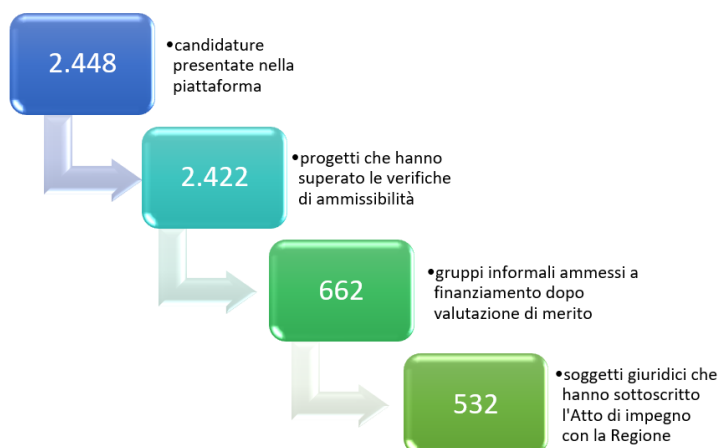 2.448
•candidature
presentate nella
piattaforma
2.422
•progetti che hanno
superato le verifiche
di ammissibilità
662
•gruppi informali ammessi a
finanziamento dopo
valutazione di merito
532
•soggetti giuridici che
hanno sottoscritto
l'Atto di impegno
con la Regione